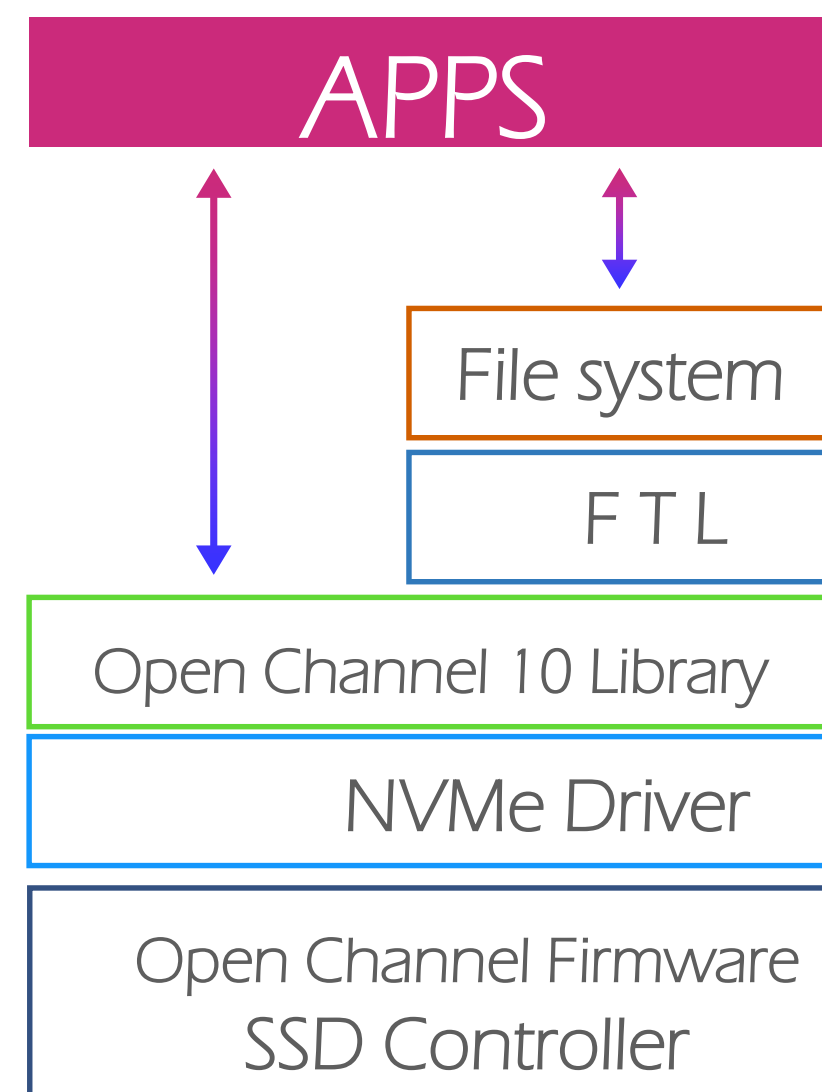 APPS
File system
F T L
Open Channel 10 Library
NVMe Driver
Open Channel Firmware
SSD Controller